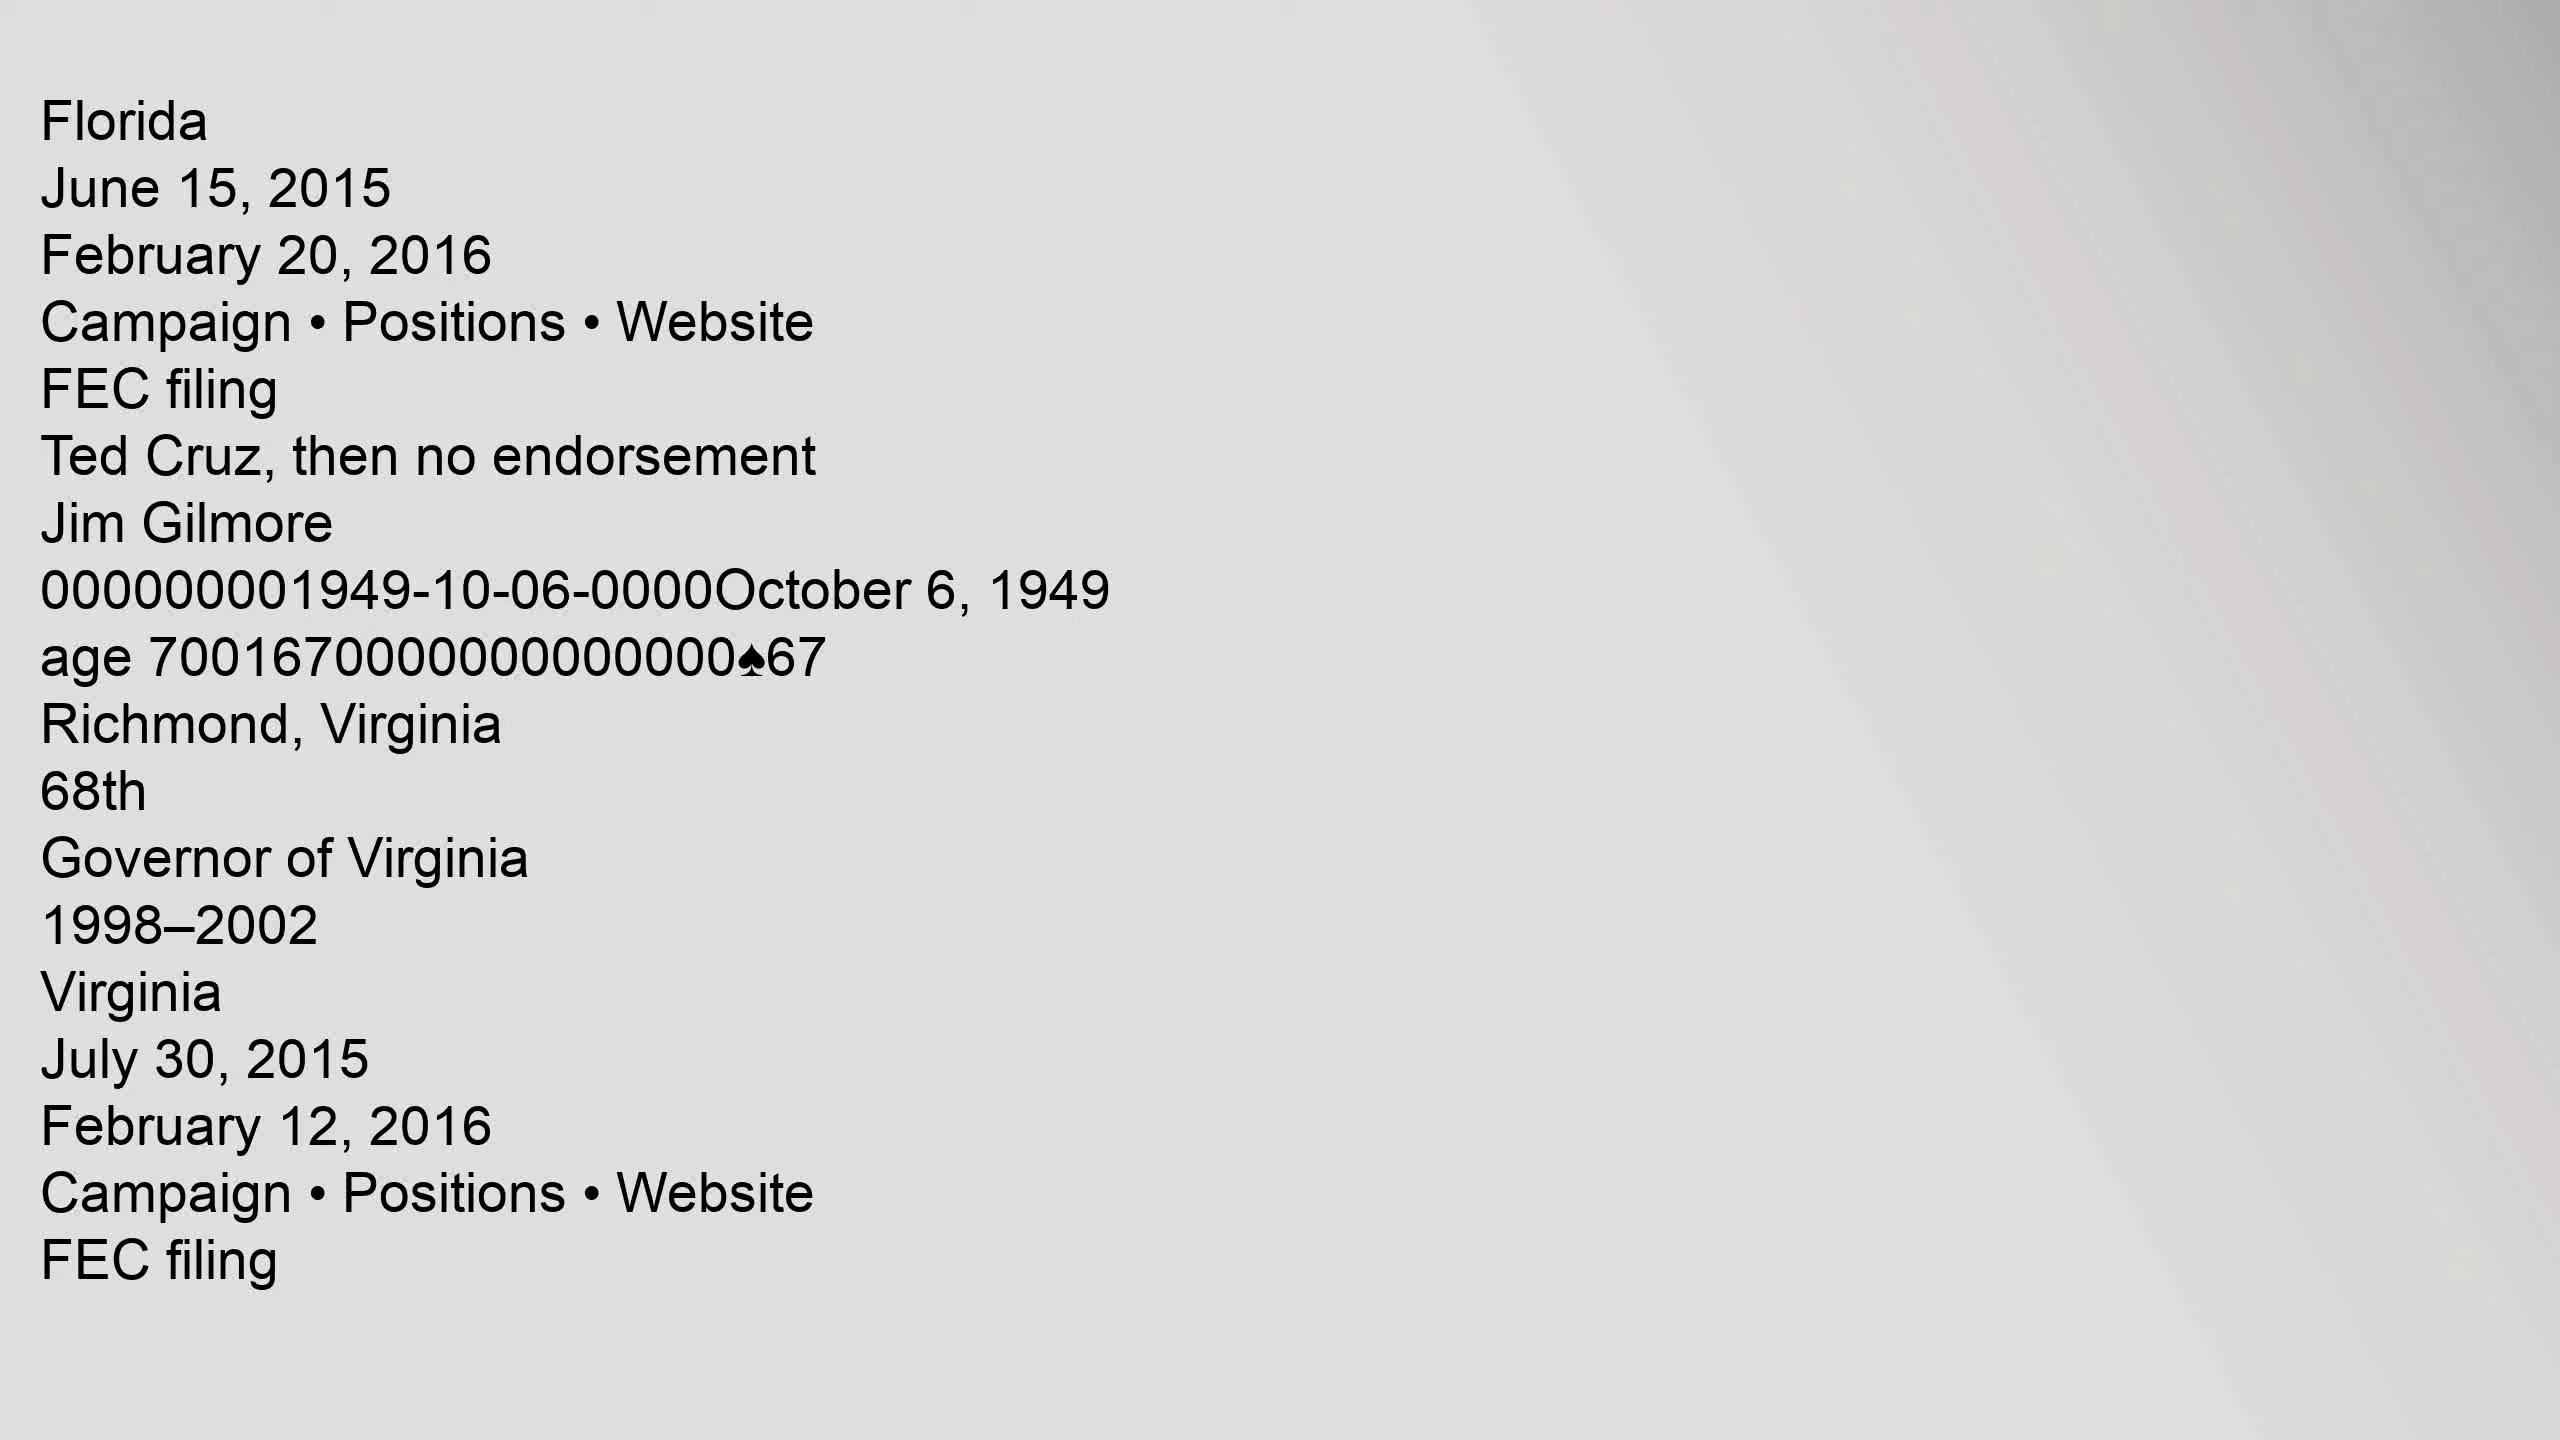 Florida
June 15, 2015
February 20, 2016
Campaign • Positions • Website
FEC filing
Ted Cruz, then no endorsement
Jim Gilmore
000000001949-10-06-0000October 6, 1949
age 7001670000000000000♠67
Richmond, Virginia
68th
Governor of Virginia
1998–2002
Virginia
July 30, 2015
February 12, 2016
Campaign • Positions • Website
FEC filing